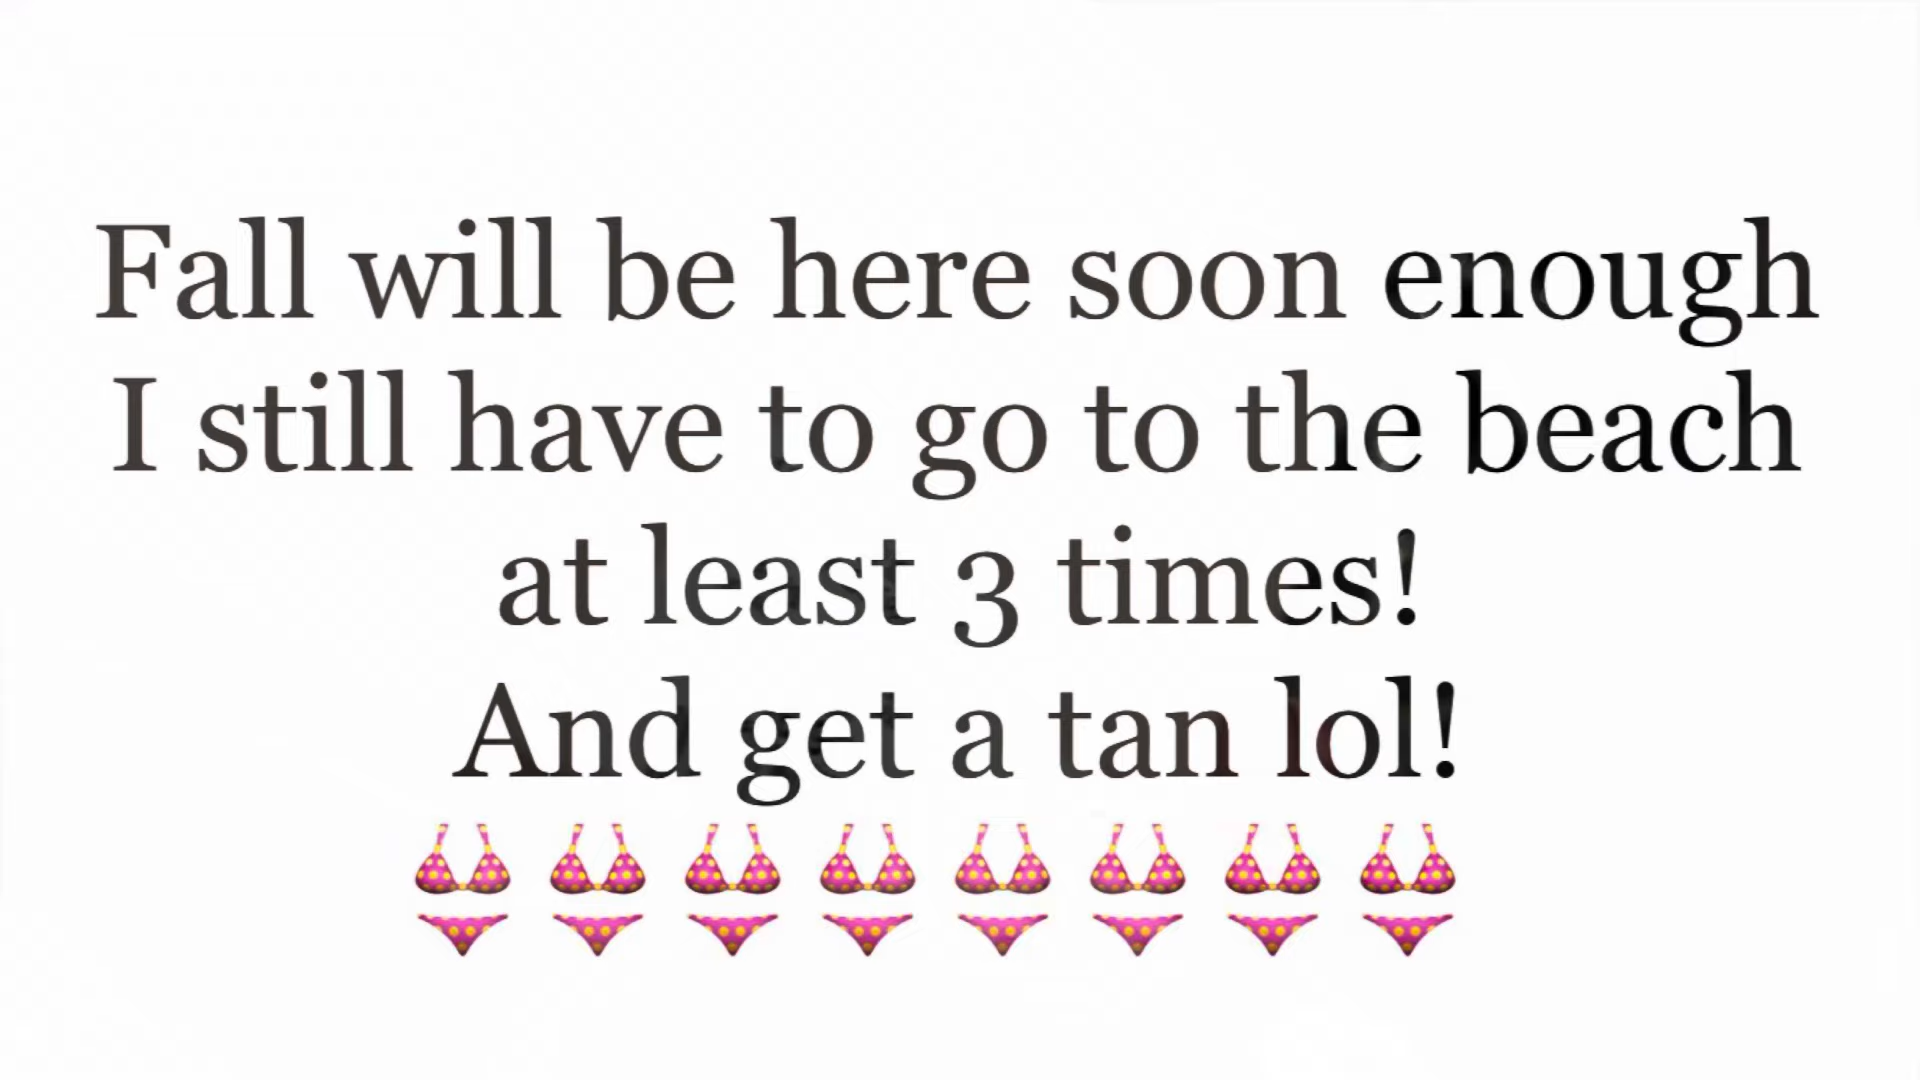 Fall will be here soon enough
I still have to go to the beach
at least 3 times!
And get a tan lol!
👙👙👙👙👙👙👙👙